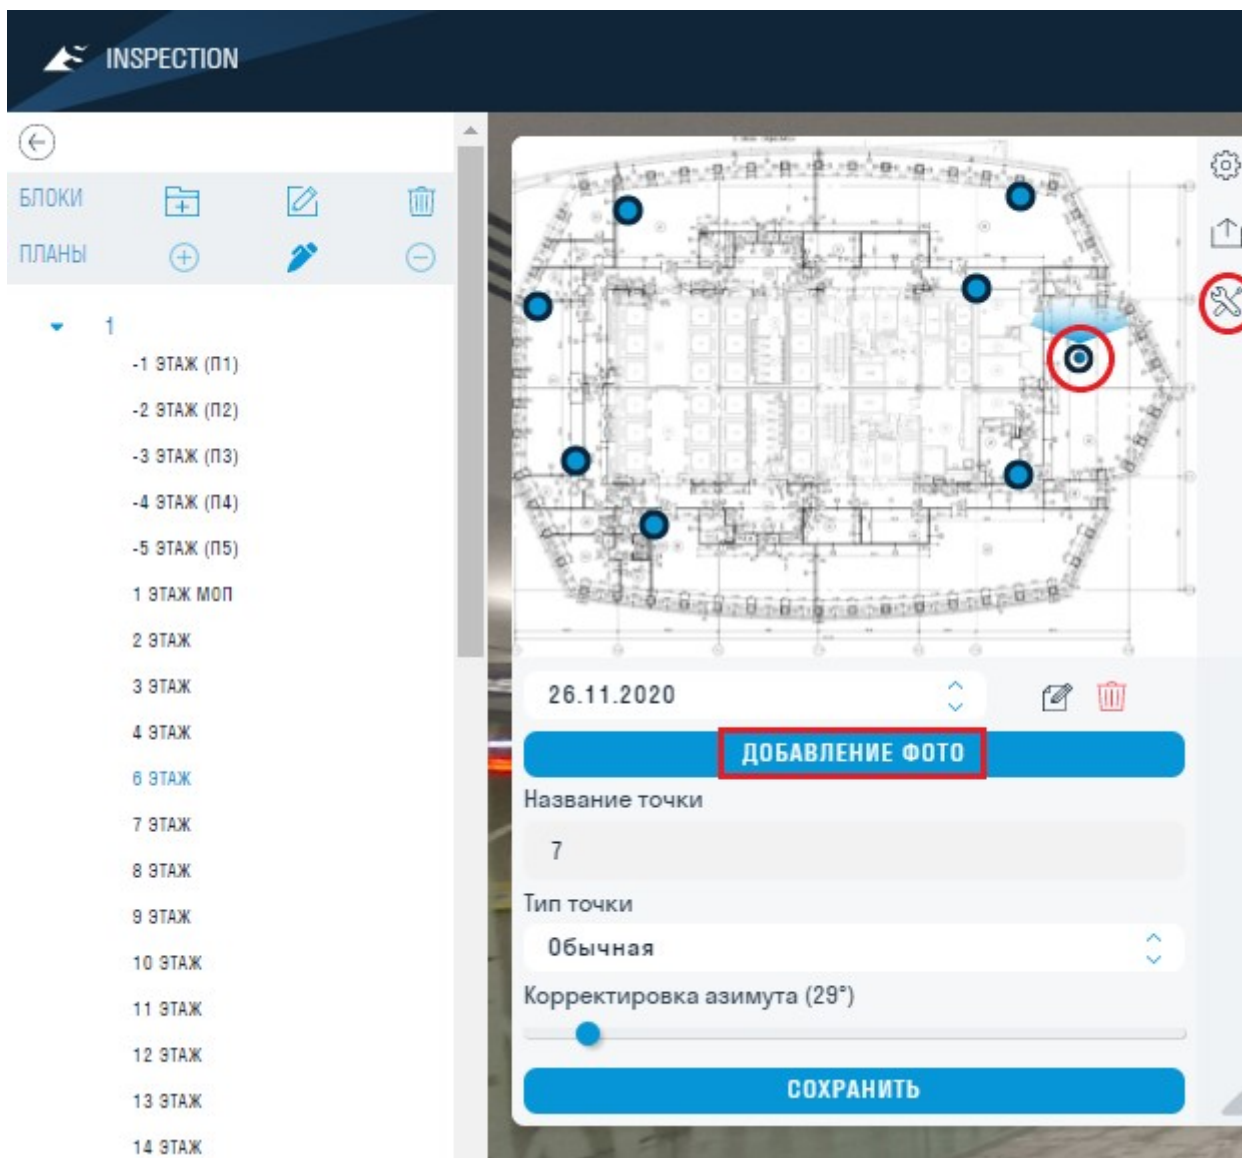 INSPECTION
БЛОКИ
ПЛАНЫ
1
-1 ЭТАЖ (П1)
-2 ЭТАЖ (П2)
-3 ЭТАЖ (П3)
-4 ЭТАЖ (П4)
-5 ЭТАЖ (П5)
1 ЭТАЖ МОП
2 ЭТАЖ
3 ЭТАЖ
4 ЭТАЖ
6 ЭТАЖ
7 ЭТАЖ
8 ЭТАЖ
9 ЭТАЖ
10 ЭТАЖ
11 ЭТАЖ
12 ЭТАЖ
13 ЭТАЖ
14 ЭТАЖ
26.11.2020
ДОБАВЛЕНИЕ ФОТО
Название точки
7
Тип точки
Обычная
Корректировка азимута (29°)
СОХРАНИТЬ